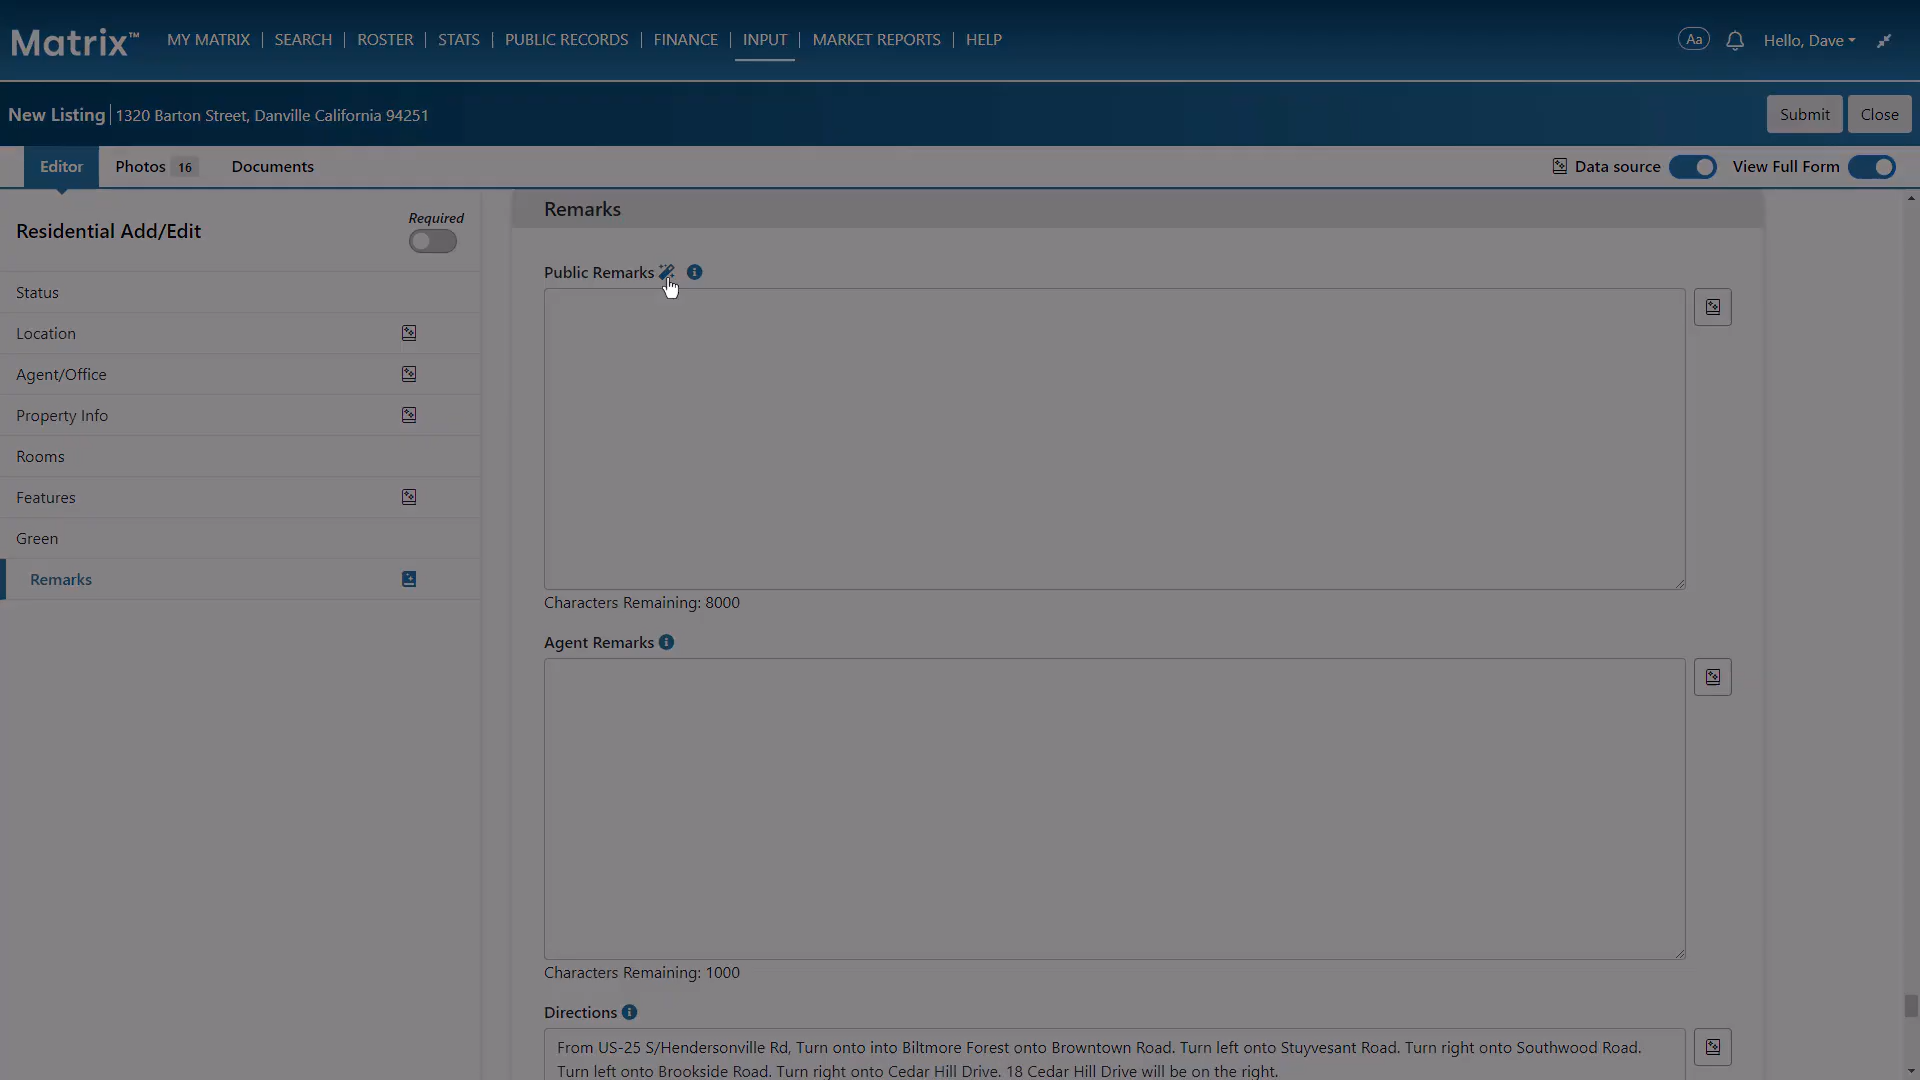 Matrix™
MY MATRIX | SEARCH | ROSTER | STATS | PUBLIC RECORDS | FINANCE | INPUT | MARKET REPORTS | HELP
Aa
Hello, Dave
New Listing | 1320 Barton Street, Danville California 94251
Submit
Close
Editor
Photos 16
Documents
Data source
View Full Form
Residential Add/Edit
Required
Status
Location
Agent/Office
Property Info
Rooms
Features
Green
Remarks
Remarks
Public Remarks
Characters Remaining: 8000
Agent Remarks
Characters Remaining: 1000
Directions
From US-25 S/Hendersonville Rd, Turn onto into Biltmore Forest onto Browntown Road. Turn left onto Stuyvesant Road. Turn right onto Southwood Road.
Turn left onto Brookside Road. Turn right onto Cedar Hill Drive. 18 Cedar Hill Drive will be on the right.